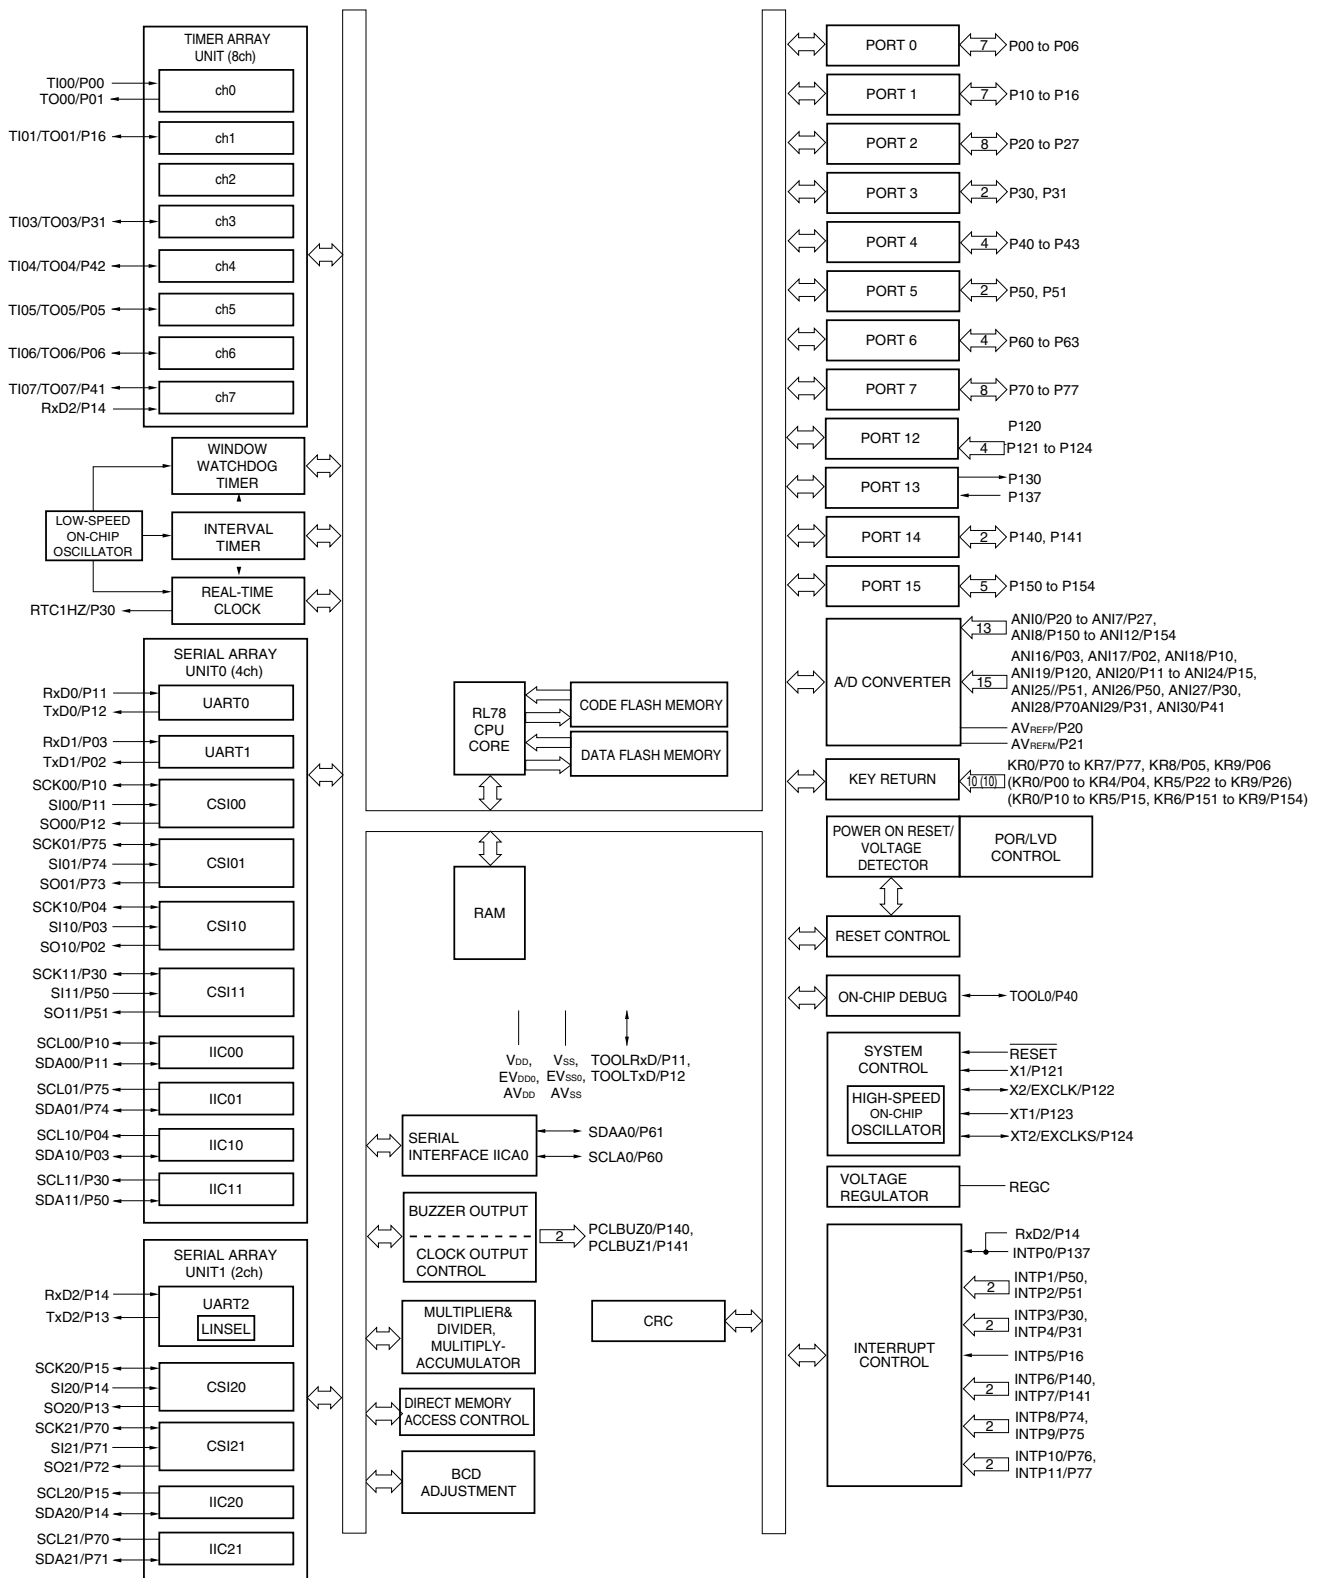 TIMER ARRAY
UNIT (8ch)
TI00/P00
TO00/P01
ch0
TI01/TO01/P16
ch1
ch2
TI03/TO03/P31
ch3
TI04/TO04/P42
ch4
TI05/TO05/P05
ch5
TI06/TO06/P06
ch6
TI07/TO07/P41
RxD2/P14
ch7
WINDOW
WATCHDOG
TIMER
LOW-SPEED
ON-CHIP
OSCILLATOR
INTERVAL
TIMER
REAL-TIME
CLOCK
RTC1HZ/P30
SERIAL ARRAY
UNIT0 (4ch)
RxD0/P11
TxD0/P12
UART0
RxD1/P03
TxD1/P02
UART1
SCK00/P10
SI00/P11
SO00/P12
CSI00
SCK01/P75
SI01/P74
SO01/P73
CSI01
SCK10/P04
SI10/P03
SO10/P02
CSI10
SCK11/P30
SI11/P50
SO11/P51
CSI11
SCL00/P10
SDA00/P11
IIC00
SCL01/P75
SDA01/P74
IIC01
SCL10/P04
SDA10/P03
IIC10
SCL11/P30
SDA11/P50
IIC11
SERIAL ARRAY
UNIT1 (2ch)
RxD2/P14
TxD2/P13
UART2
LINSEL
SCK20/P15
SI20/P14
SO20/P13
CSI20
SCK21/P70
SI21/P71
SO21/P72
CSI21
SCL20/P15
SDA20/P14
IIC20
SCL21/P70
SDA21/P71
IIC21
RL78
CPU
CORE
CODE FLASH MEMORY
DATA FLASH MEMORY
RAM
VDD,
EVDD0,
AVDD
VSS,
EVSS0,
AVSS
TOOLRxD/P11,
TOOLTxD/P12
SERIAL
INTERFACE IICA0
SDAA0/P61
SCLA0/P60
BUZZER OUTPUT
CLOCK OUTPUT
CONTROL
2
PCLBUZ0/P140,
PCLBUZ1/P141
MULTIPLIER&
DIVIDER,
MULITIPLY-
ACCUMULATOR
CRC
DIRECT MEMORY
ACCESS CONTROL
BCD
ADJUSTMENT
PORT 0
7
P00 to P06
PORT 1
7
P10 to P16
PORT 2
8
P20 to P27
PORT 3
2
P30, P31
PORT 4
4
P40 to P43
PORT 5
2
P50, P51
PORT 6
4
P60 to P63
PORT 7
8
P70 to P77
PORT 12
P120
4
P121 to P124
PORT 13
P130
P137
PORT 14
2
P140, P141
PORT 15
5
P150 to P154
A/D CONVERTER
13
ANI0/P20 to ANI7/P27,
ANI8/P150 to ANI12/P154
15
ANI16/P03, ANI17/P02, ANI18/P10,
ANI19/P120, ANI20/P11 to ANI24/P15,
ANI25//P51, ANI26/P50, ANI27/P30,
ANI28/P70ANI29/P31, ANI30/P41
AVREFP/P20
AVREFM/P21
KEY RETURN
10 (10)
KR0/P70 to KR7/P77, KR8/P05, KR9/P06
(KR0/P00 to KR4/P04, KR5/P22 to KR9/P26)
(KR0/P10 to KR5/P15, KR6/P151 to KR9/P154)
POWER ON RESET/
VOLTAGE
DETECTOR
POR/LVD
CONTROL
RESET CONTROL
ON-CHIP DEBUG
TOOL0/P40
SYSTEM
CONTROL
HIGH-SPEED
ON-CHIP
OSCILLATOR
RESET
X1/P121
X2/EXCLK/P122
XT1/P123
XT2/EXCLKS/P124
VOLTAGE
REGULATOR
REGC
INTERRUPT
CONTROL
RxD2/P14
INTP0/P137
2
INTP1/P50,
INTP2/P51
2
INTP3/P30,
INTP4/P31
INTP5/P16
2
INTP6/P140,
INTP7/P141
2
INTP8/P74,
INTP9/P75
2
INTP10/P76,
INTP11/P77